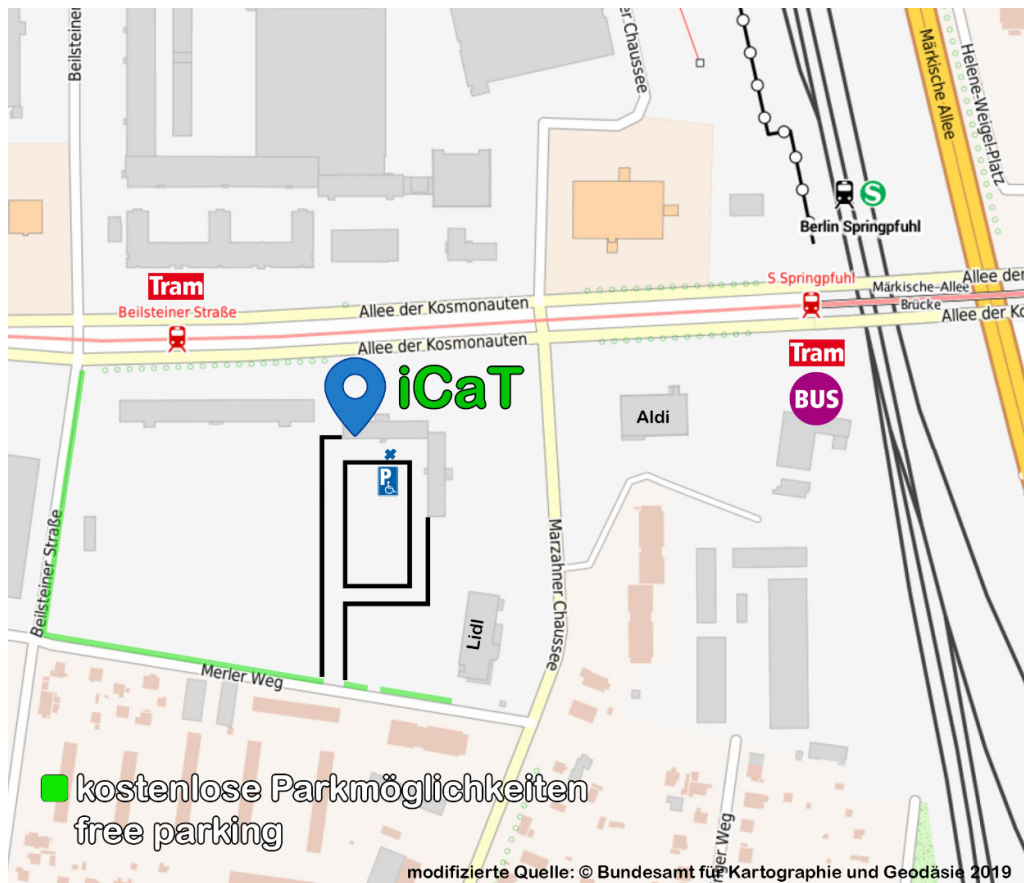 Beilsteiner
er Chaussee
Märkische Allee
Helene-Weigel-Platz
S
Berlin Springpfuhl
Tram
Beilsteiner Straße
S Springpfuhl
Allee der Kosmonauten
Märkische-Allee
Brücke
Allee der
Allee der Ko
Allee der Kosmonauten
Tram
BUS
iCaT
Aldi
P
Beilsteiner Straße
Marzahner Chaussee
Lidl
Merler Weg
kostenlose Parkmöglichkeiten
free parking
iger Weg
modifizierte Quelle: © Bundesamt für Kartographie und Geodäsie 2019